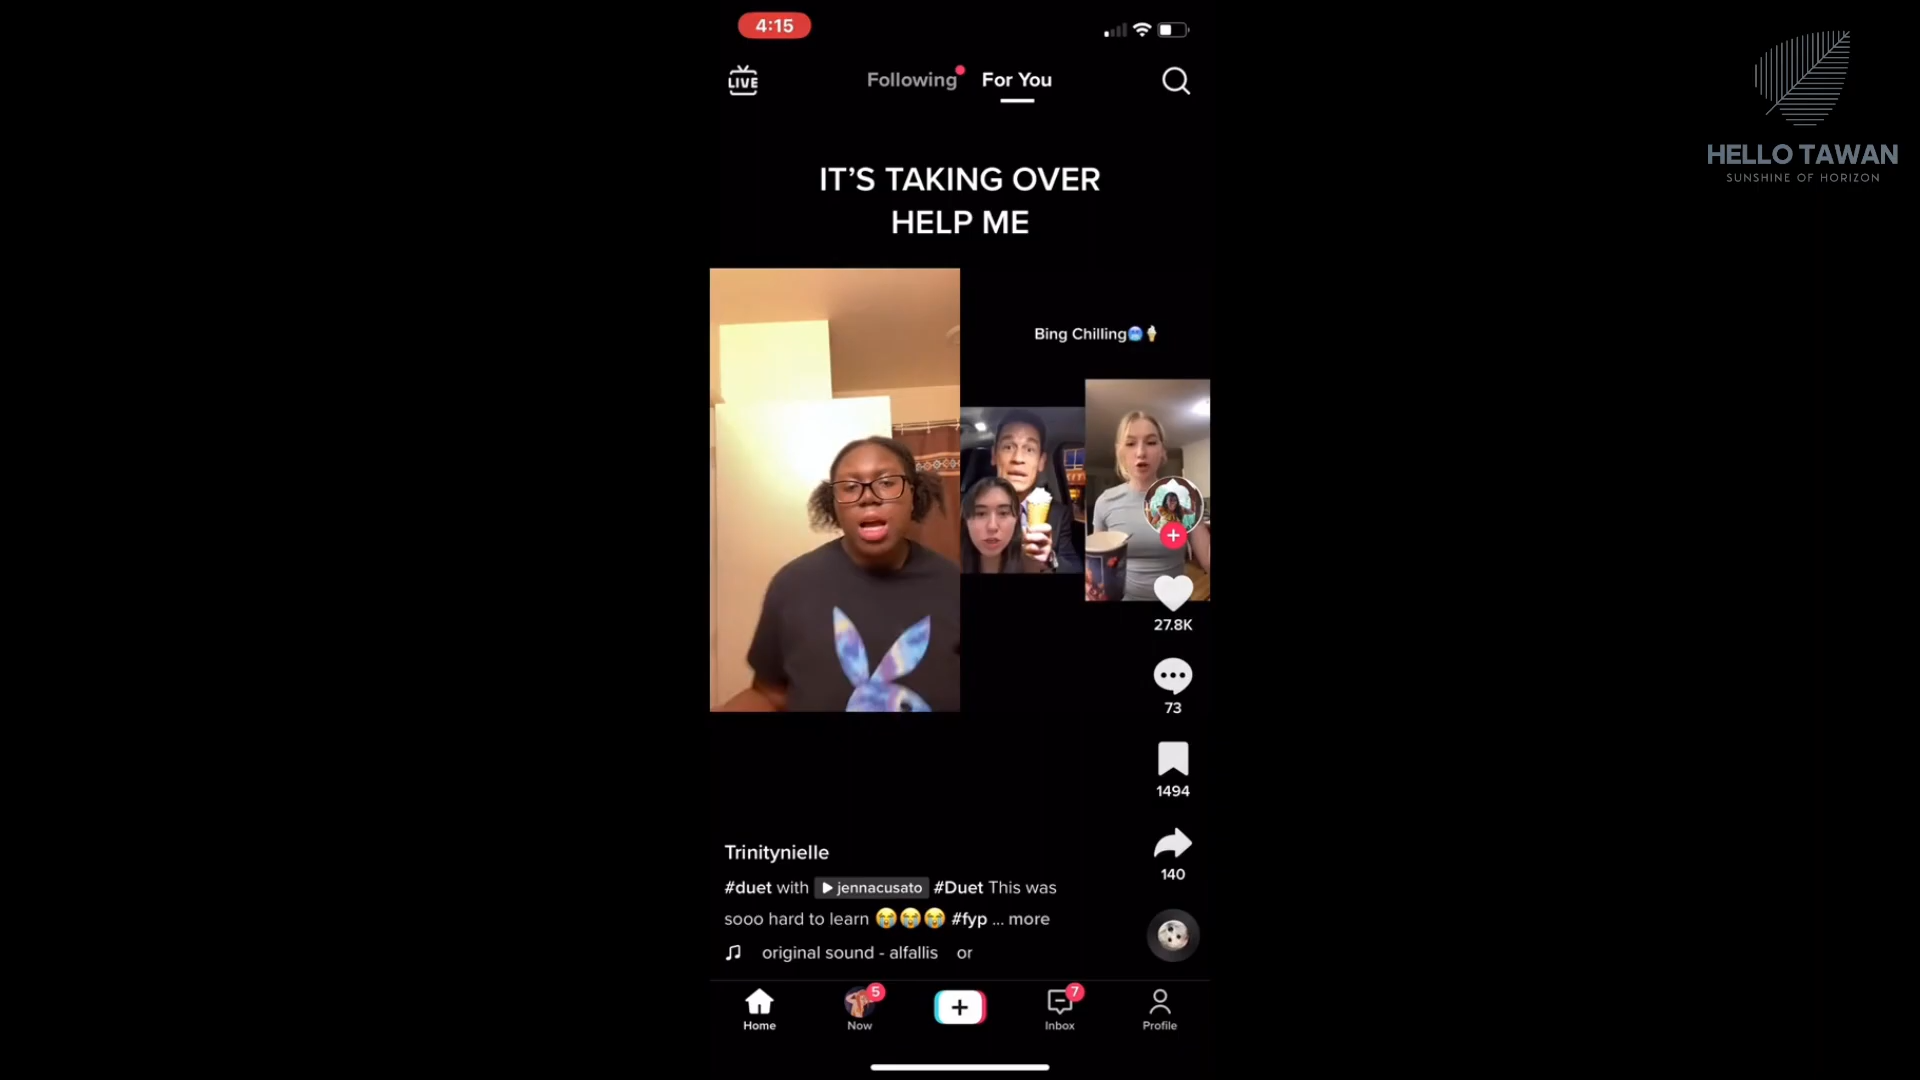 4:15
LIVE
Following
For You
HELLO TAWAN
SUNSHINE OF HORIZON
IT'S TAKING OVER
HELP ME
Bing Chilling🥶🍦
27.8K
73
1494
140
Trinitynielle
#duet with ▶ jennacusato #Duet This was
sooo hard to learn 😭😭😭 #fyp ... more
original sound - alfallis or
5
7
Home
Now
Inbox
Profile